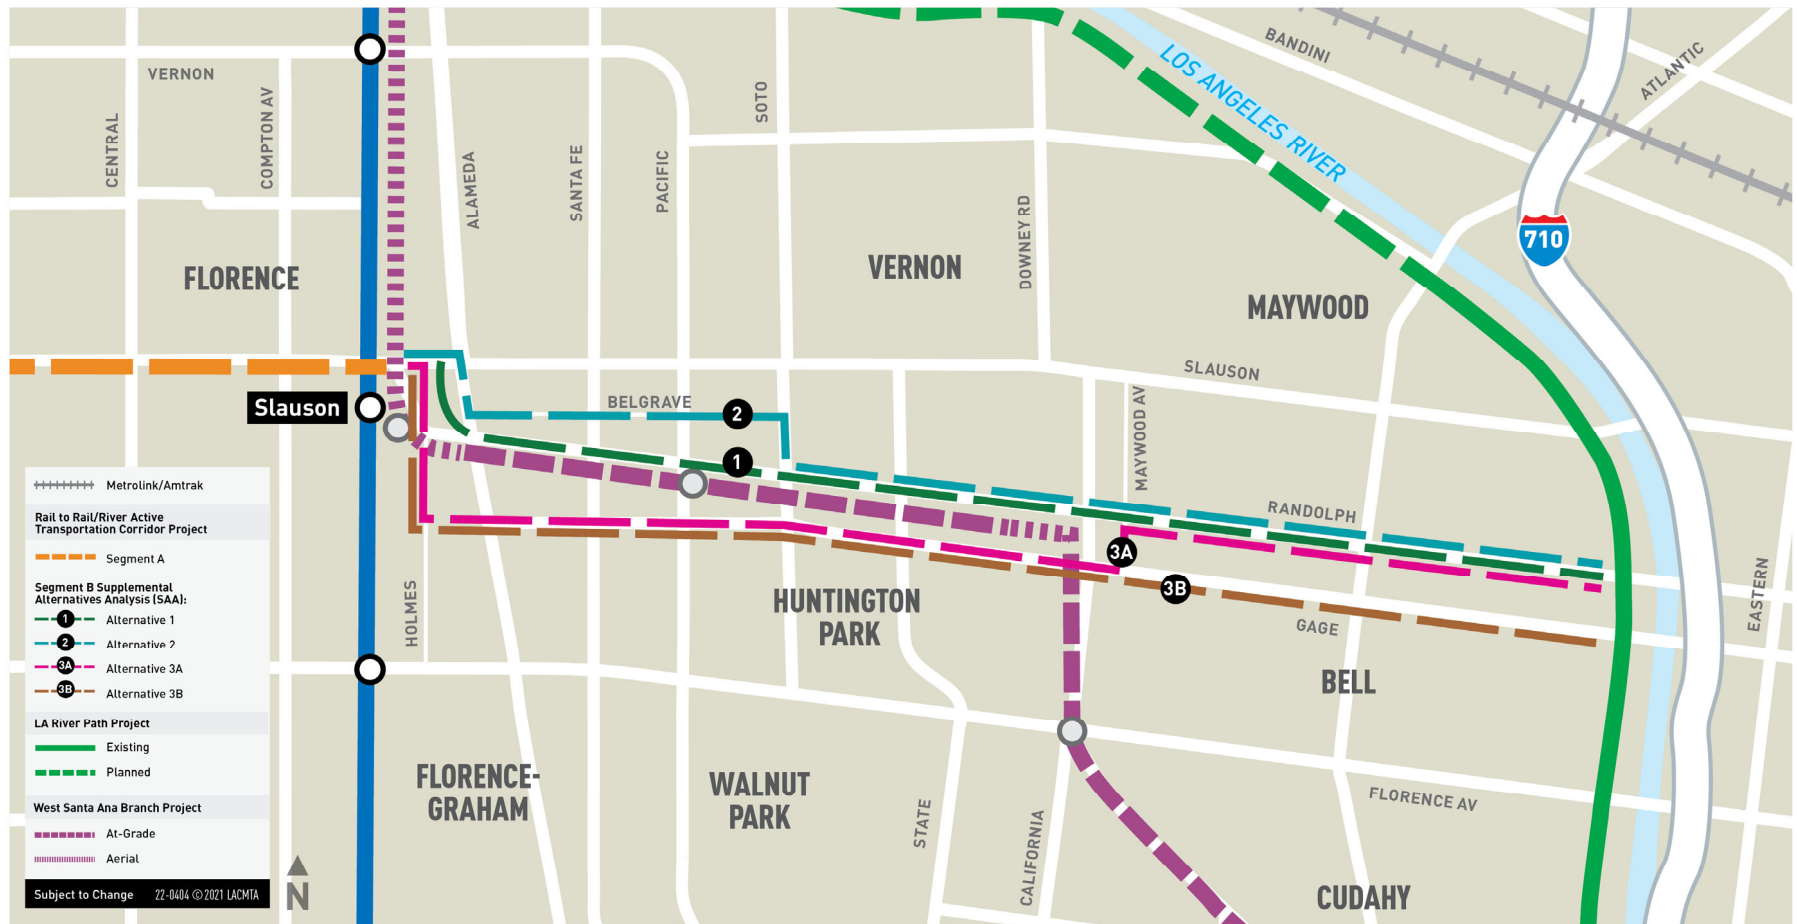 BANDINI
ATLANTIC
LOS ANGELES RIVER
VERNON
CENTRAL
COMPTON AV
ALAMEDA
SANTA FE
PACIFIC
SOTO
DOWNEY RD
710
FLORENCE
VERNON
MAYWOOD
SLAUSON
Slauson
BELGRAVE
2
1
MAYWOOD AV
RANDOLPH
3A
3B
HOLMES
HUNTINGTON
PARK
GAGE
EASTERN
BELL
FLORENCE-
GRAHAM
WALNUT
PARK
STATE
CALIFORNIA
FLORENCE AV
CUDAHY
Metrolink/Amtrak
Rail to Rail/River Active
Transportation Corridor Project
Segment A
Segment B Supplemental
Alternatives Analysis (SAA):
1 Alternative 1
2 Alternative 2
3A Alternative 3A
3B Alternative 3B
LA River Path Project
Existing
Planned
West Santa Ana Branch Project
At-Grade
Aerial
Subject to Change 22-0404 ©2021 LACMTA
N